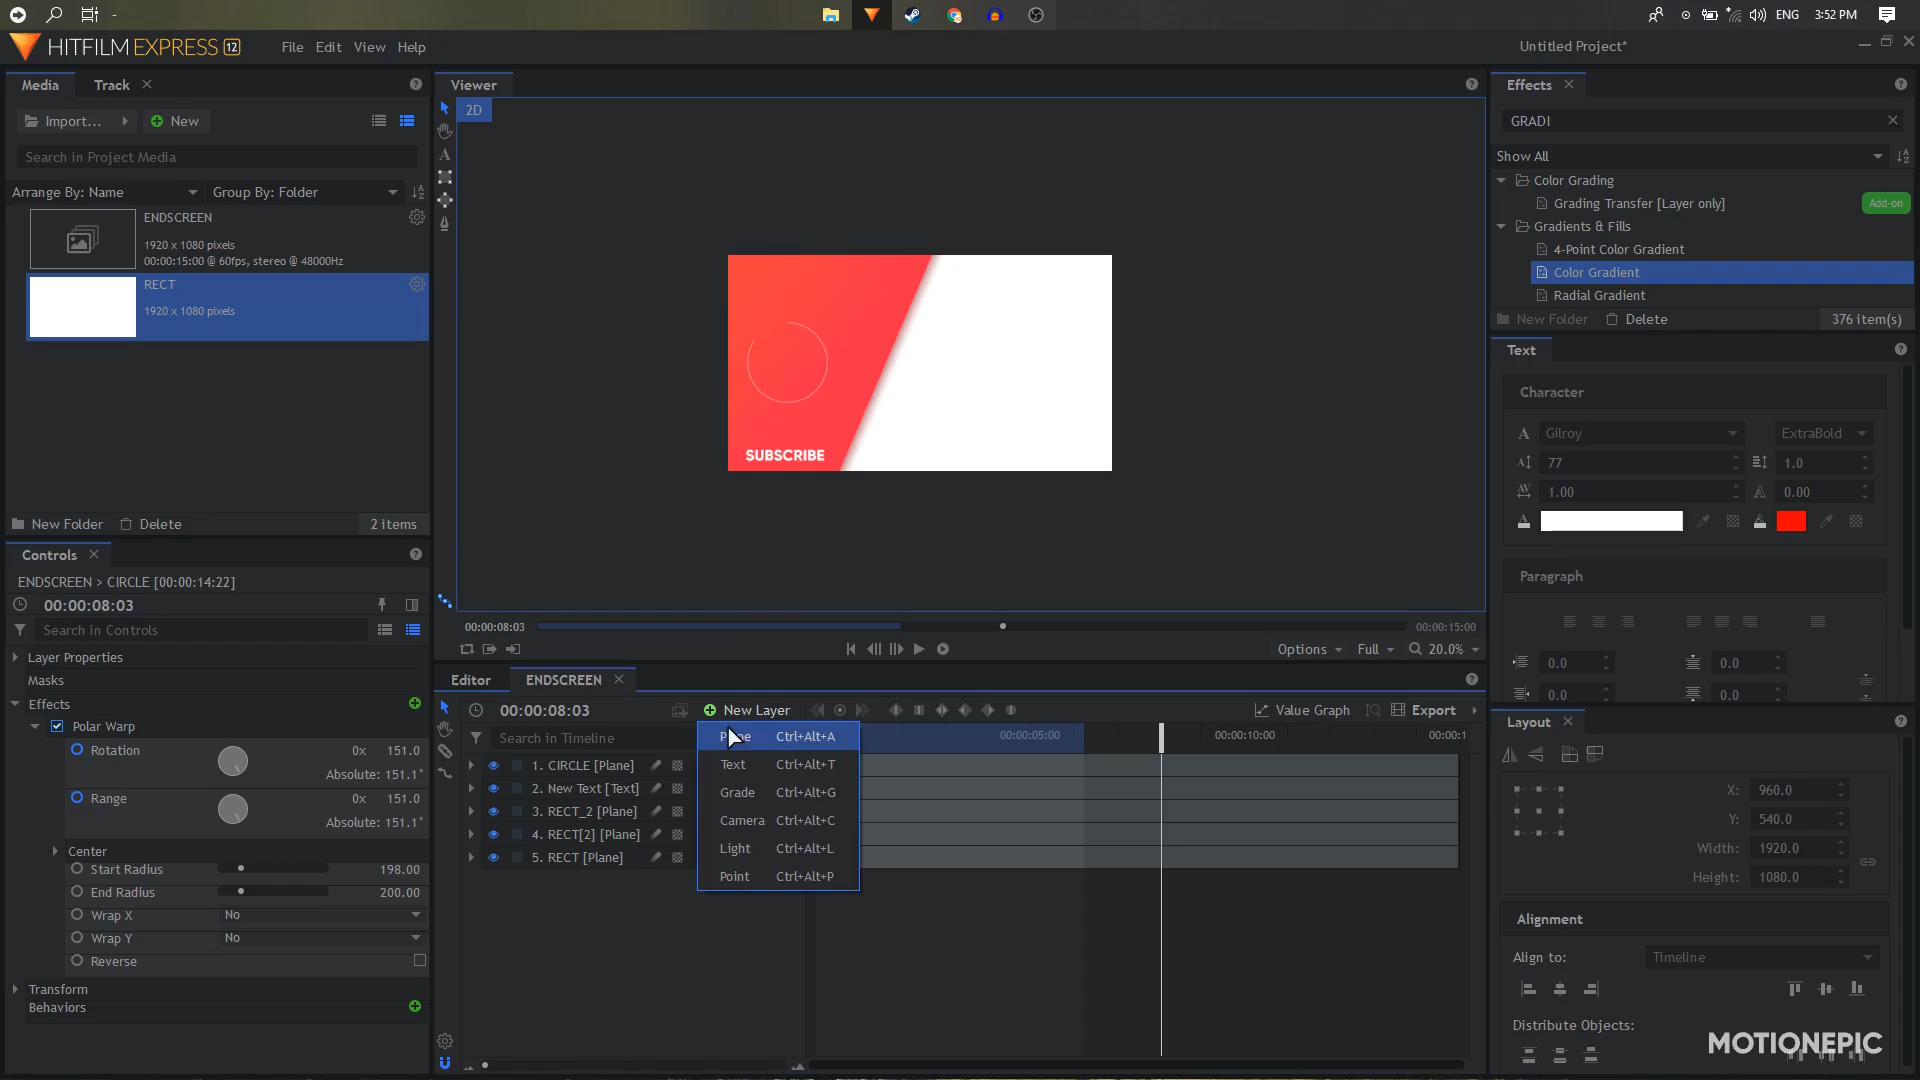 ENG
3:52 PM
HITFILM EXPRESS 12
File
Edit
View
Help
Untitled Project*
Media
Track
Import...
New
Search in Project Media
Arrange By: Name
Group By: Folder
ENDSCREEN
1920 x 1080 pixels
00:00:15:00 @ 60fps, stereo @ 48000Hz
RECT
1920 x 1080 pixels
New Folder
Delete
2 items
Viewer
2D
SUBSCRIBE
00:00:08:03
00:00:15:00
Options
Full
20.0%
Effects
GRADI
Show All
Color Grading
Grading Transfer [Layer only]
Add-on
Gradients & Fills
4-Point Color Gradient
Color Gradient
Radial Gradient
New Folder
Delete
376 item(s)
Text
Character
Gilroy
ExtraBold
77
1.0
1.00
0.00
Paragraph
0.0
0.0
0.0
0.0
Controls
ENDSCREEN > CIRCLE [00:00:14:22]
00:00:08:03
Search in Controls
Layer Properties
Masks
Effects
Polar Warp
Rotation
0x
151.0
Absolute: 151.1°
Range
0x
151.0
Absolute: 151.1°
Center
Start Radius
198.00
End Radius
200.00
Wrap X
No
Wrap Y
No
Reverse
Transform
Behaviors
Editor
ENDSCREEN
00:00:08:03
New Layer
Value Graph
Export
Search in Timeline
00:00:05:00
00:00:10:00
00:00:1
1. CIRCLE [Plane]
2. New Text [Text]
3. RECT_2 [Plane]
4. RECT[2] [Plane]
5. RECT [Plane]
Ctrl+Alt+A
Text Ctrl+Alt+T
Grade Ctrl+Alt+G
Camera Ctrl+Alt+C
Light Ctrl+Alt+L
Point Ctrl+Alt+P
Layout
X: 960.0
Y: 540.0
Width: 1920.0
Height: 1080.0
Alignment
Align to:
Timeline
Distribute Objects:
MOTIONEPIC